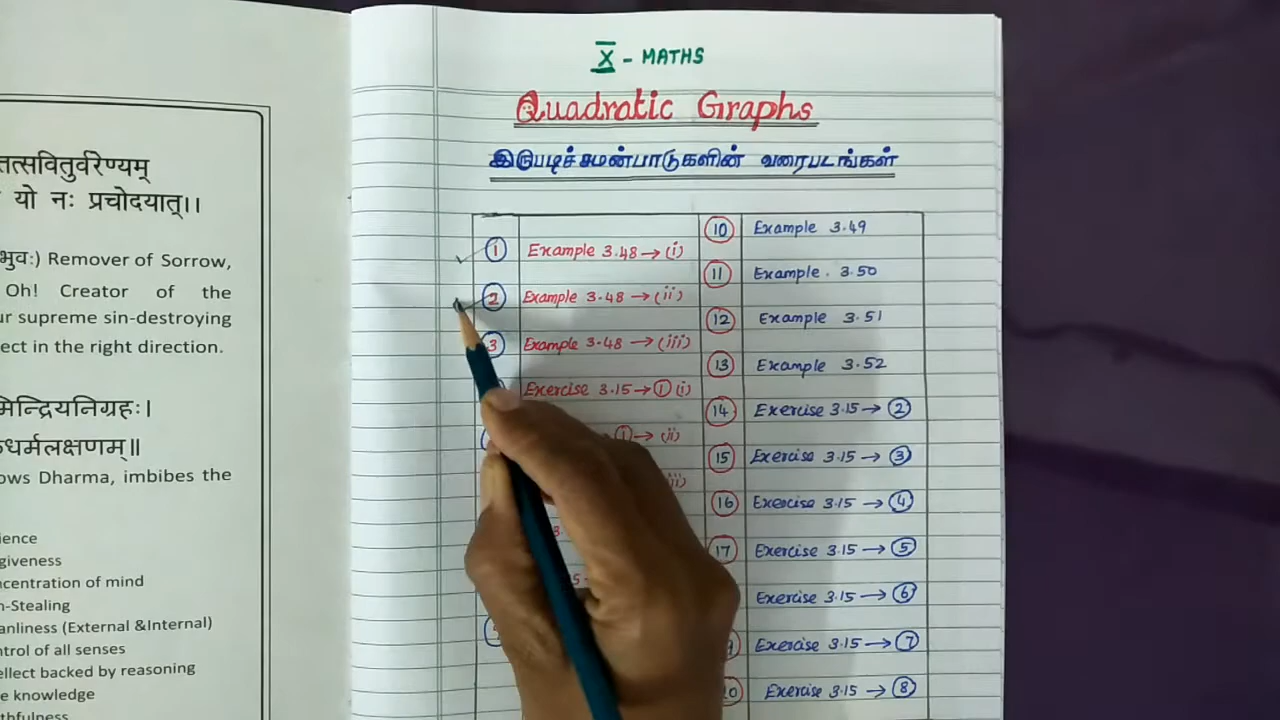 तत्सवितुर्वरेण्यम्
यो नः प्रचोदयात्।।
Remover of Sorrow,
Oh! Creator of the
supreme sin-destroying
ect in the right direction.
मिन्द्रियनिग्रहः।
धर्मलक्षणम्॥
ows Dharma, imbibes the
ience
giveness
ncentration of mind
n-Stealing
eanliness (External &Internal)
ntrol of all senses
ellect backed by reasoning
e knowledge
thfulness
X - MATHS
Quadratic Graphs
இருபடிச்சமன்பாடுகளின் வரைபடங்கள்
1 Example 3.48 → (i)
2 Example 3.48 → (ii)
3 Example 3.48 → (iii)
Exercise 3.15 → 1 (i)
1 → (ii)
10 Example 3.49
11 Example. 3.50
12 Example 3.51
13 Example 3.52
14 Exercise 3.15 → 2
15 Exercise 3.15 → 3
16 Exercise 3.15 → 4
17 Exercise 3.15 → 5
Exercise 3.15 → 6
Exercise 3.15 → 7
Exercise 3.15 → 8